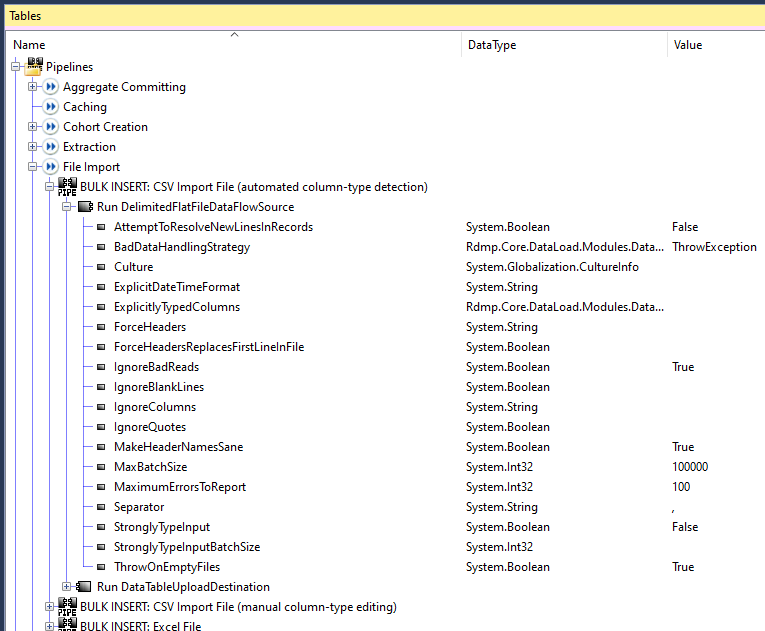 Tables
Name DataType Value
Pipelines
Aggregate Committing
Caching
Cohort Creation
Extraction
File Import
PIPE BULK INSERT: CSV Import File (automated column-type detection)
Run DelimitedFlatFileDataFlowSource
AttemptToResolveNewLinesInRecords System.Boolean False
BadDataHandlingStrategy Rdmp.Core.DataLoad.Modules.Data... ThrowException
Culture System.Globalization.CultureInfo
ExplicitDateTimeFormat System.String
ExplicitlyTypedColumns Rdmp.Core.DataLoad.Modules.Data...
ForceHeaders System.String
ForceHeadersReplacesFirstLineInFile System.Boolean
IgnoreBadReads System.Boolean True
IgnoreBlankLines System.Boolean
IgnoreColumns System.String
IgnoreQuotes System.Boolean
MakeHeaderNamesSane System.Boolean True
MaxBatchSize System.Int32 100000
MaximumErrorsToReport System.Int32 100
Separator System.String ,
StronglyTypeInput System.Boolean False
StronglyTypeInputBatchSize System.Int32
ThrowOnEmptyFiles System.Boolean True
Run DataTableUploadDestination
PIPE BULK INSERT: CSV Import File (manual column-type editing)
BULK INSERT: Excel File